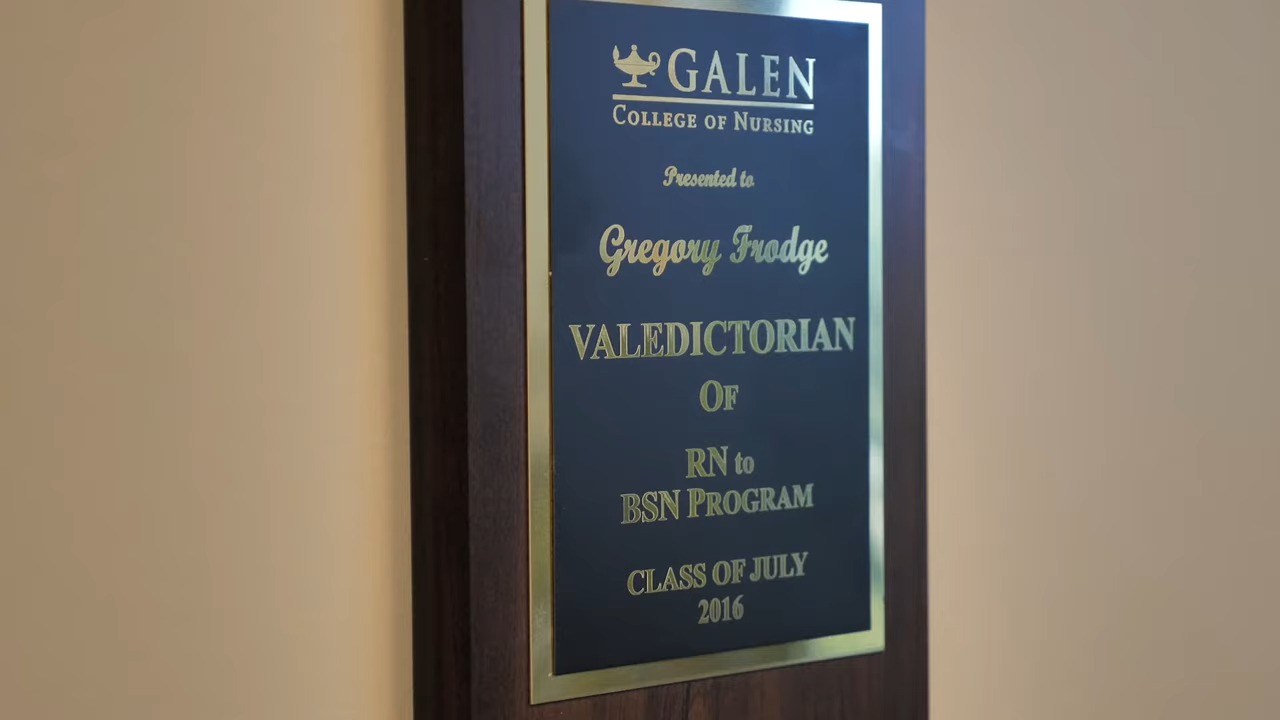 GALEN
COLLEGE OF NURSING
Presented to
Gregory Frodge
VALEDICTORIAN
OF
RN to
BSN PROGRAM
CLASS OF JULY
2016